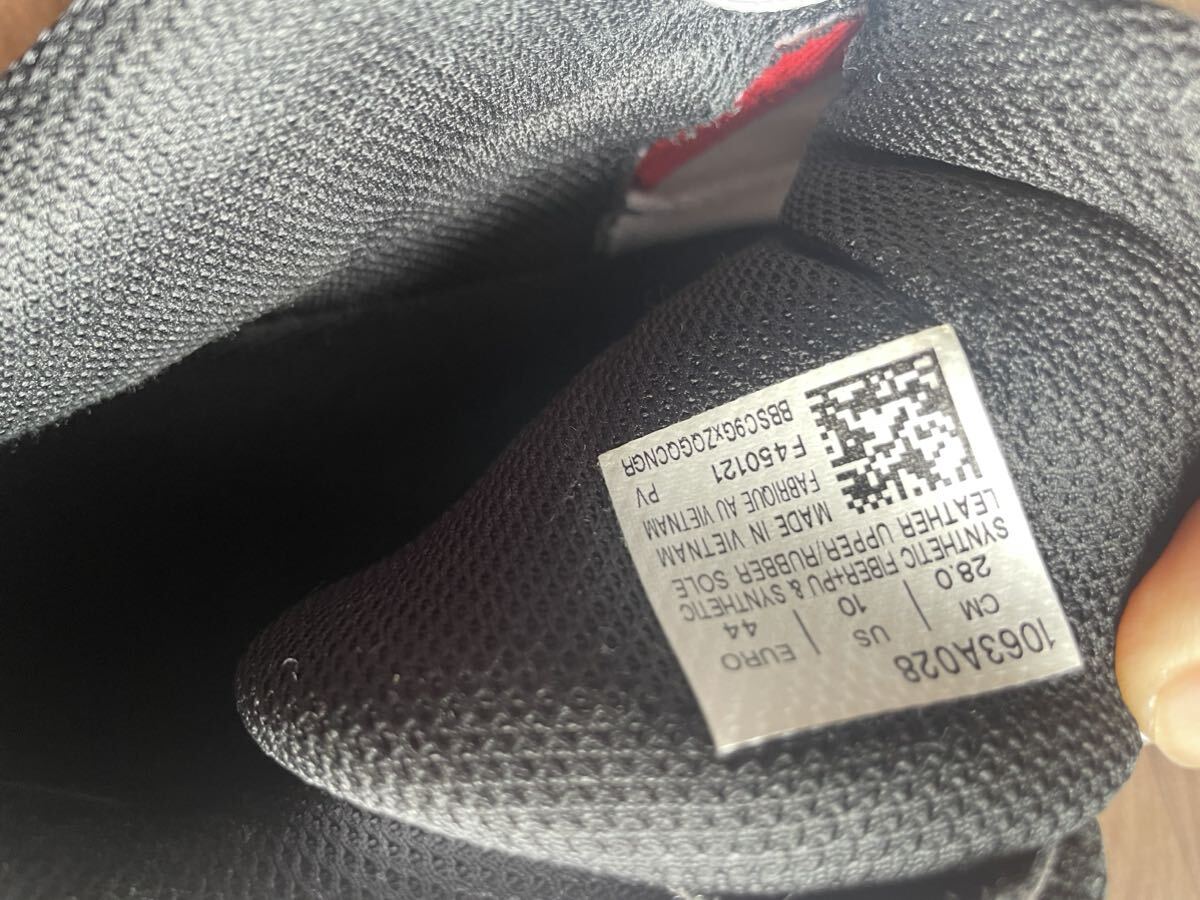 1063A028
CM | US | EURO
28.0 | 10 | 44
SYNTHETIC FIBER+PU & SYNTHETIC
LEATHER UPPER/RUBBER SOLE
MADE IN VIETNAM
FABRIQUE AU VIETNAM
F450121 PV
BBSC9GxZQGQCNGR